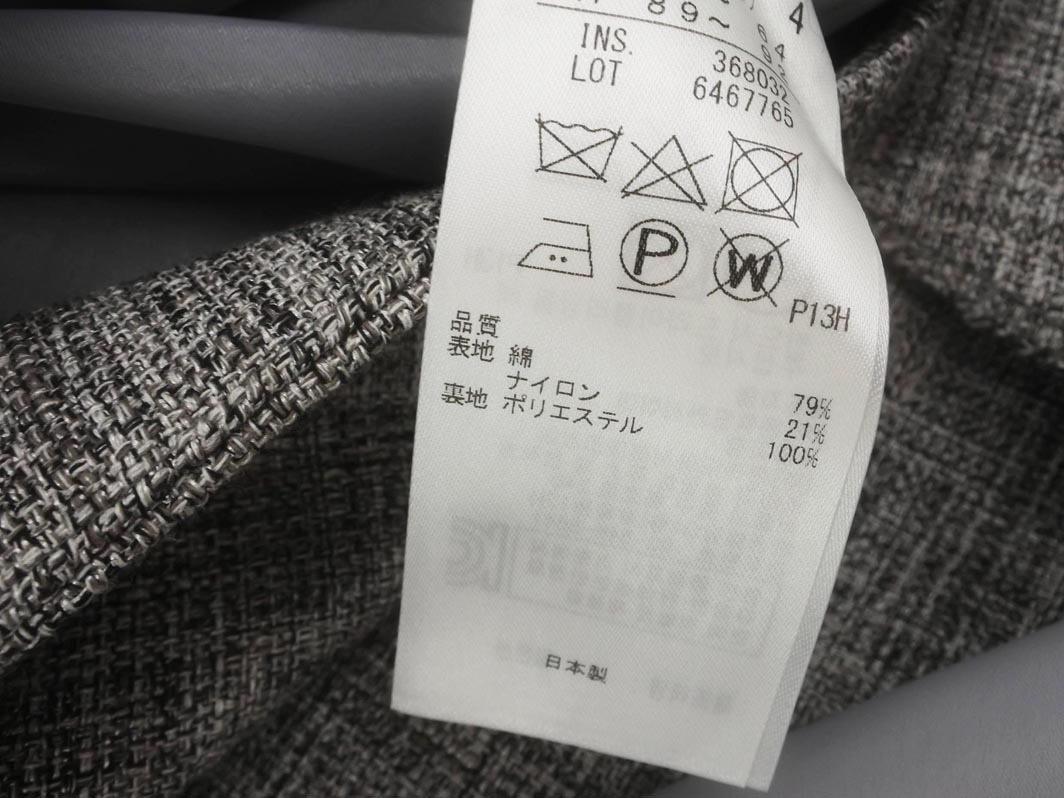 4
89～
64
INS. 368032
LOT 6467765
P
W
P13H
品質
表地 綿 79%
ナイロン 21%
裏地 ポリエステル 100%
日本製